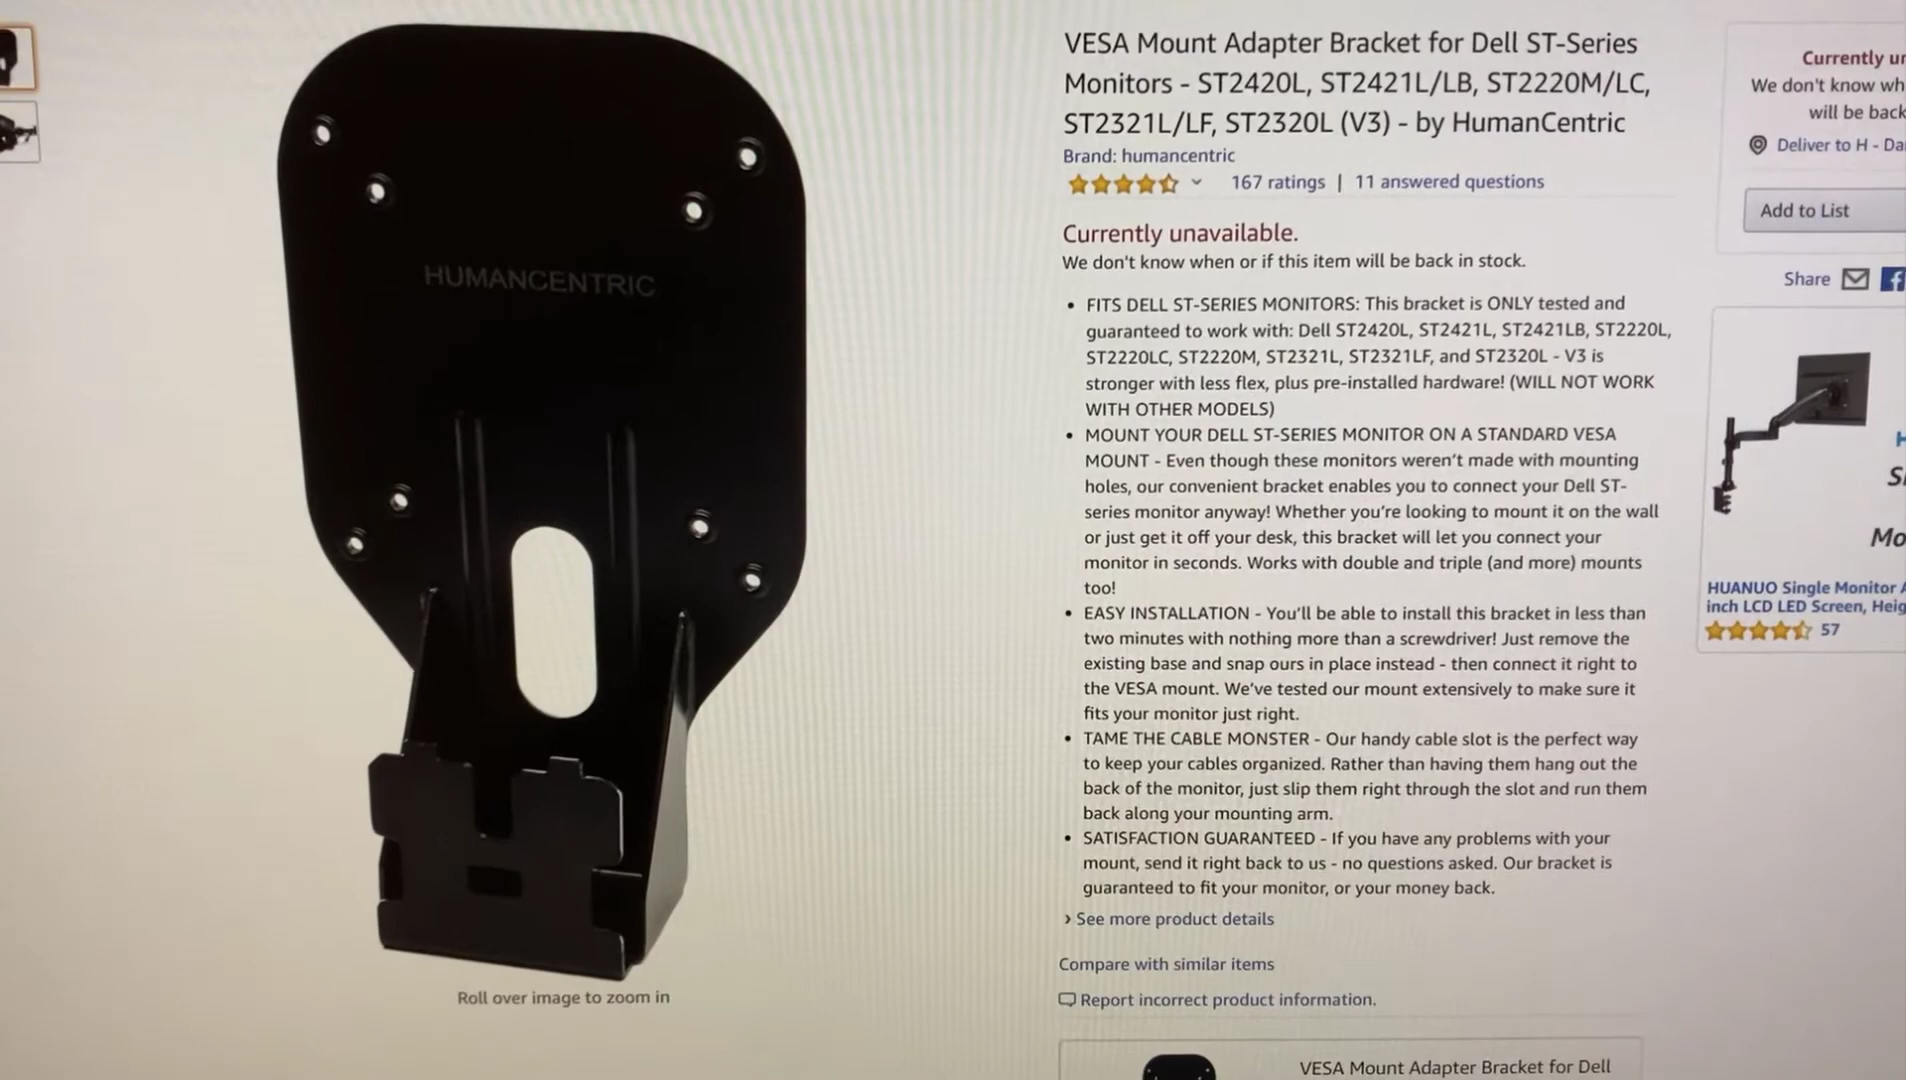 HUMANCENTRIC
Roll over image to zoom in
VESA Mount Adapter Bracket for Dell ST-Series
Monitors - ST2420L, ST2421L/LB, ST2220M/LC,
ST2321L/LF, ST2320L (V3) - by HumanCentric
Brand: humancentric
167 ratings | 11 answered questions
Currently unavailable.
We don't know when or if this item will be back in stock.
• FITS DELL ST-SERIES MONITORS: This bracket is ONLY tested and
guaranteed to work with: Dell ST2420L, ST2421L, ST2421LB, ST2220L,
ST2220LC, ST2220M, ST2321L, ST2321LF, and ST2320L - V3 is
stronger with less flex, plus pre-installed hardware! (WILL NOT WORK
WITH OTHER MODELS)
• MOUNT YOUR DELL ST-SERIES MONITOR ON A STANDARD VESA
MOUNT - Even though these monitors weren’t made with mounting
holes, our convenient bracket enables you to connect your Dell ST-
series monitor anyway! Whether you’re looking to mount it on the wall
or just get it off your desk, this bracket will let you connect your
monitor in seconds. Works with double and triple (and more) mounts
too!
• EASY INSTALLATION - You’ll be able to install this bracket in less than
two minutes with nothing more than a screwdriver! Just remove the
existing base and snap ours in place instead - then connect it right to
the VESA mount. We’ve tested our mount extensively to make sure it
fits your monitor just right.
• TAME THE CABLE MONSTER - Our handy cable slot is the perfect way
to keep your cables organized. Rather than having them hang out the
back of the monitor, just slip them right through the slot and run them
back along your mounting arm.
• SATISFACTION GUARANTEED - If you have any problems with your
mount, send it right back to us - no questions asked. Our bracket is
guaranteed to fit your monitor, or your money back.
› See more product details
Compare with similar items
Report incorrect product information.
VESA Mount Adapter Bracket for Dell
Currently
We don't know
will be back
Deliver to H - Da
Add to List
Share
HUANUO Single Monitor
inch LCD LED Screen,
57